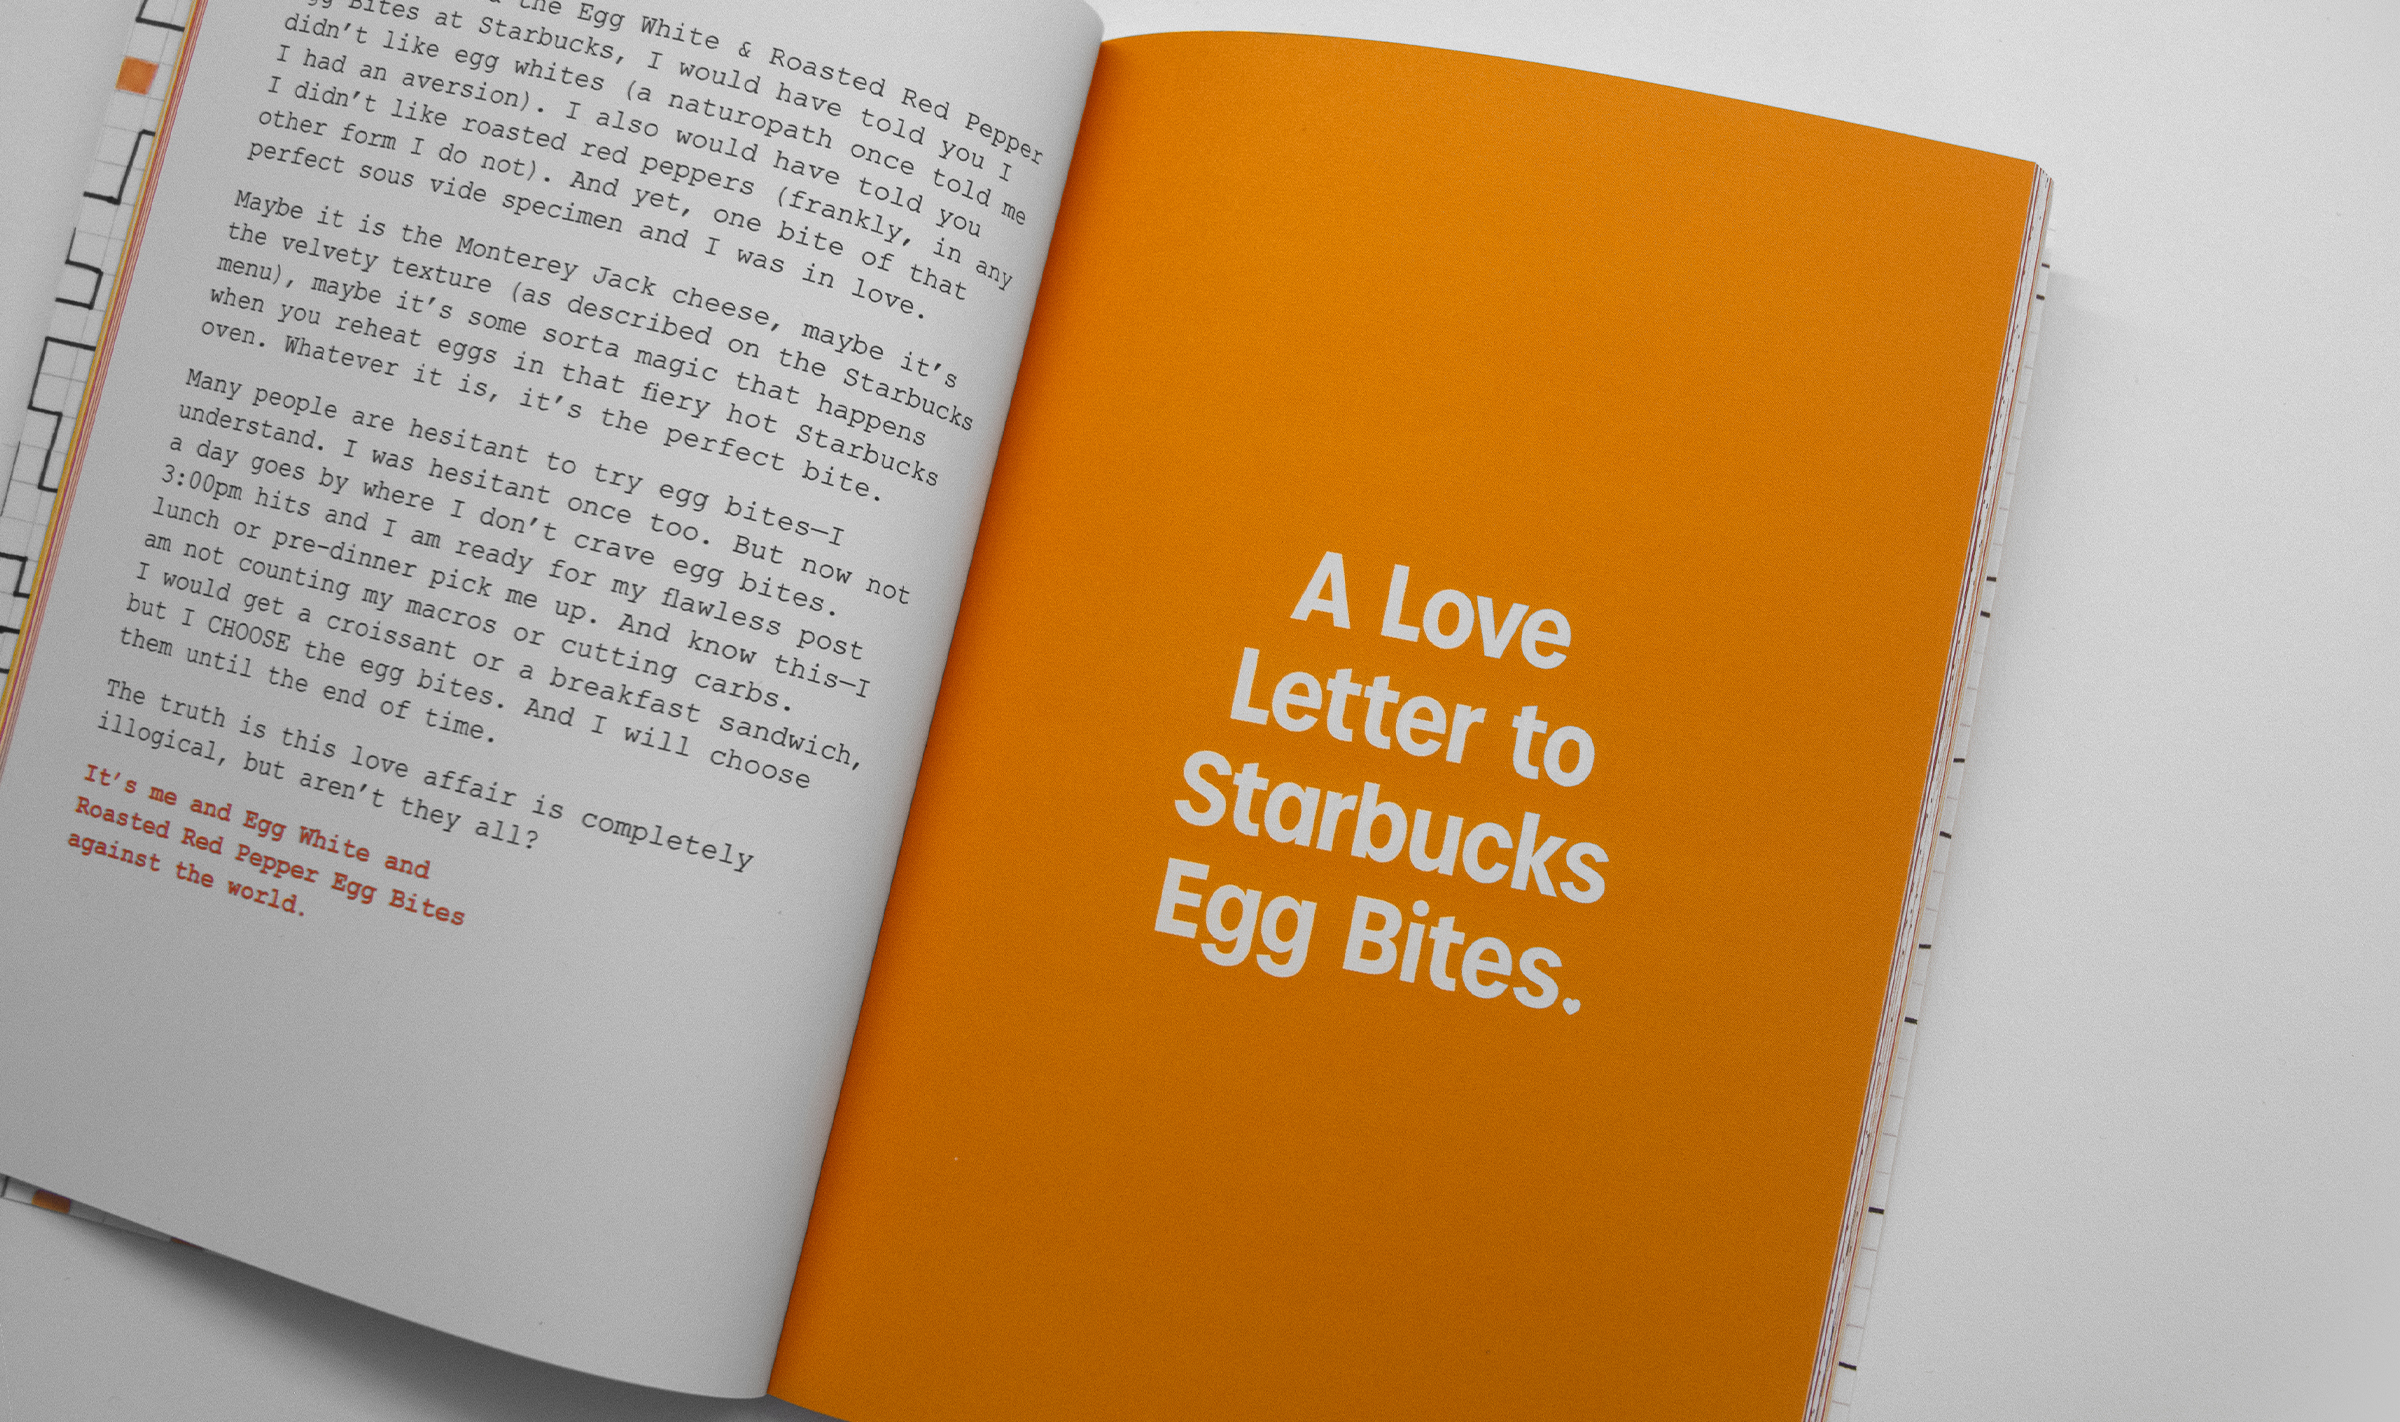 the Egg White & Roasted Red Pepper
Bites at Starbucks, I would have told you I
didn’t like egg whites (a naturopath once told me
I had an aversion). I also would have told you
I didn’t like roasted red peppers (frankly, in any
other form I do not). And yet, one bite of that
perfect sous vide specimen and I was in love.
Maybe it is the Monterey Jack cheese, maybe it’s
the velvety texture (as described on the Starbucks
menu), maybe it’s some sorta magic that happens
when you reheat eggs in that fiery hot Starbucks
oven. Whatever it is, it’s the perfect bite.
Many people are hesitant to try egg bites—I
understand. I was hesitant once too. But now not
a day goes by where I don’t crave egg bites.
3:00pm hits and I am ready for my flawless post
lunch or pre-dinner pick me up. And know this—I
am not counting my macros or cutting carbs.
I would get a croissant or a breakfast sandwich,
but I CHOOSE the egg bites. And I will choose
them until the end of time.
The truth is this love affair is completely
illogical, but aren’t they all?
It’s me and Egg White and
Roasted Red Pepper Egg Bites
against the world.
A Love
Letter to
Starbucks
Egg Bites.